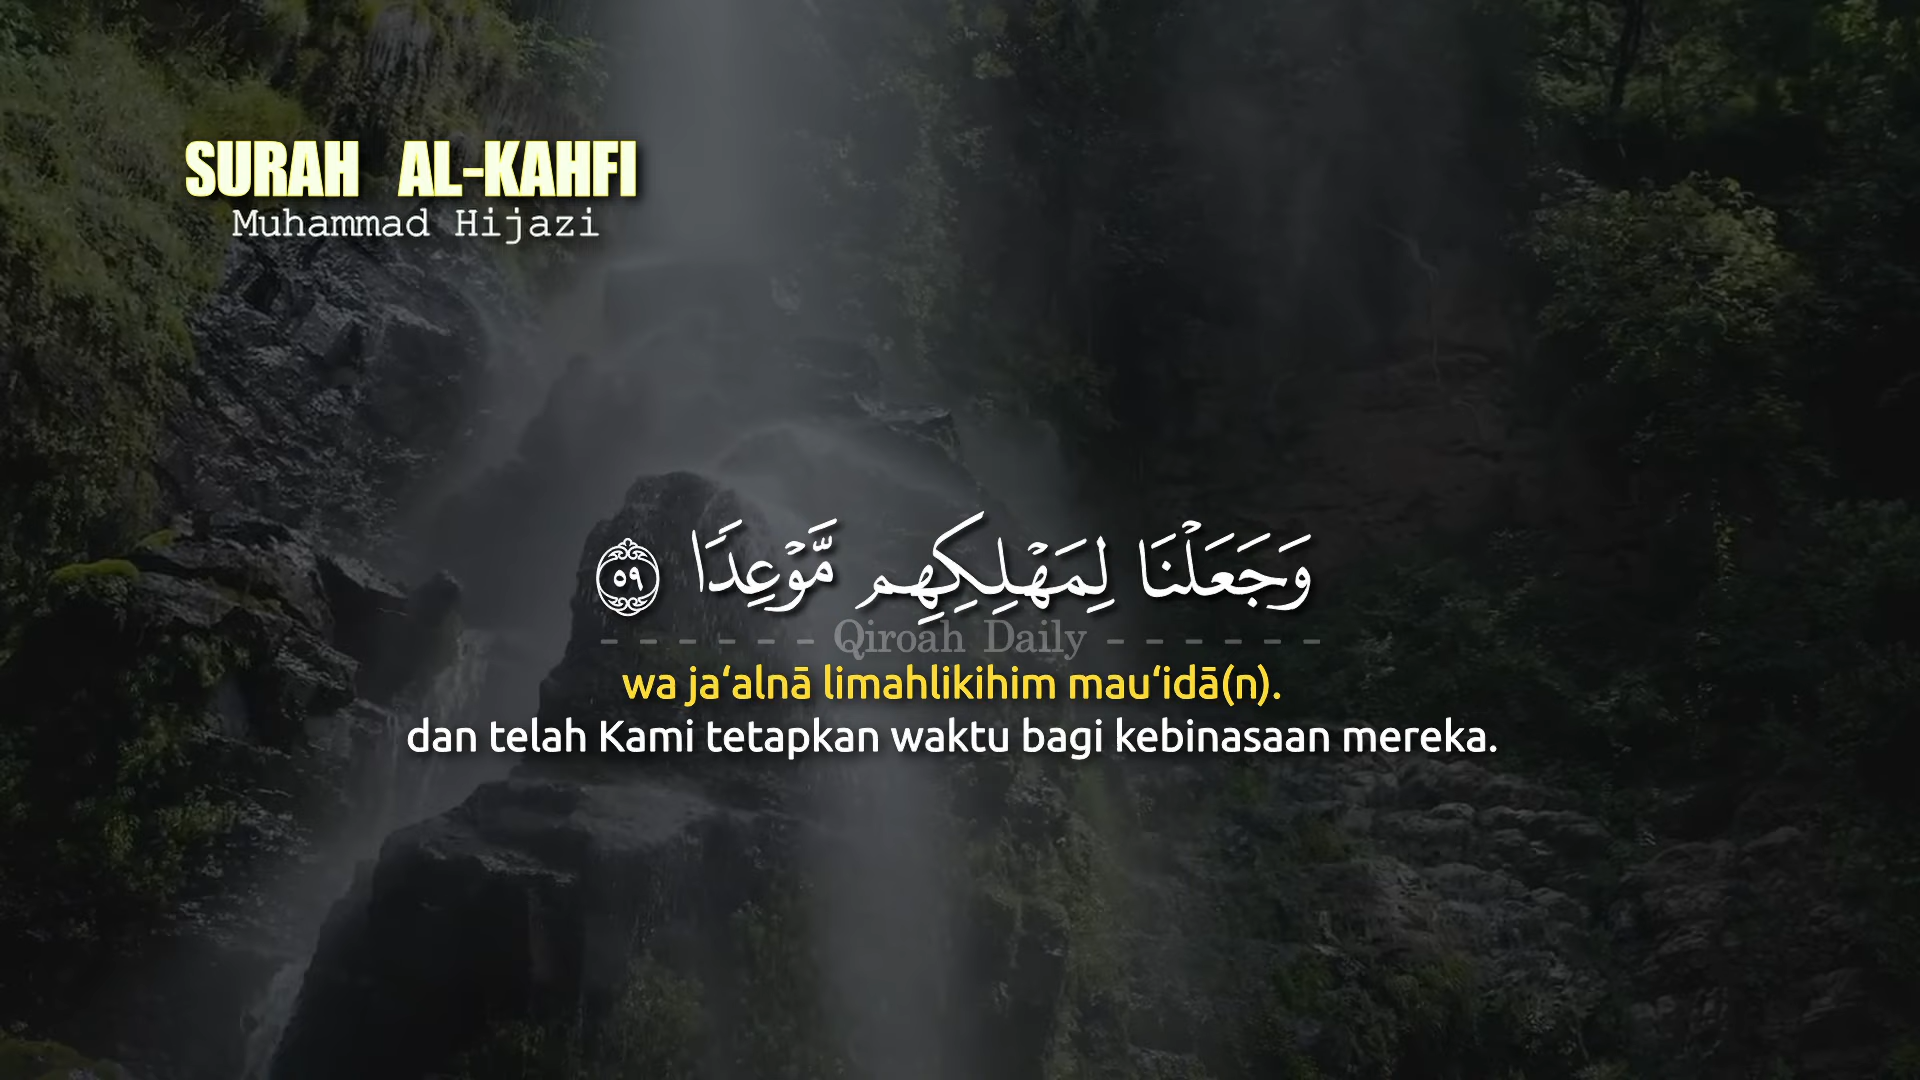 SURAH AL-KAHFI
Muhammad Hijazi
وَجَعَلْنَا لِمَهْلِكِهِم مَّوْعِدًا ٥٩
- - - - - - Qiroah Daily - - - - - -
wa ja‘alnā limahlikihim mau‘idā(n).
dan telah Kami tetapkan waktu bagi kebinasaan mereka.